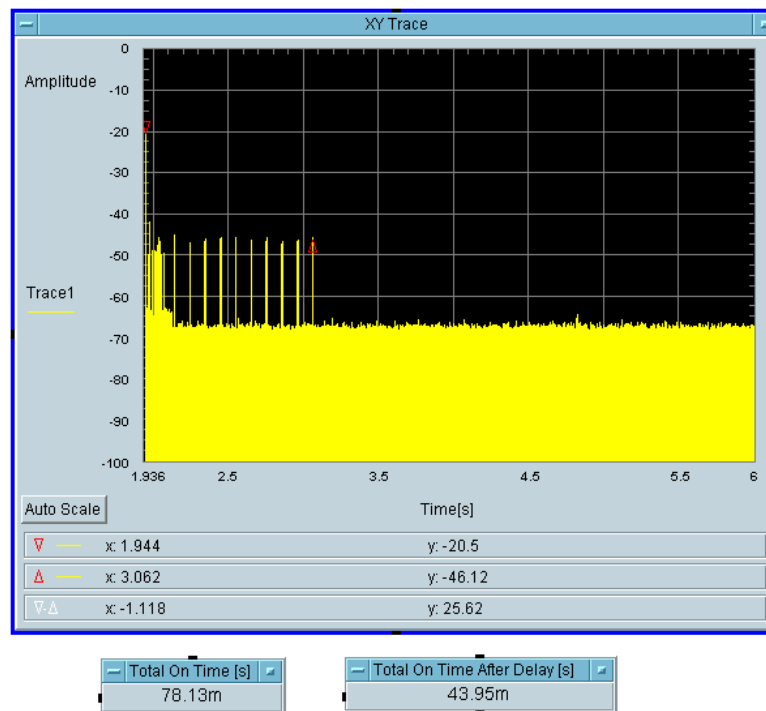 XY Trace
Amplitude
0
-10
-20
-30
-40
-50
-60
-70
-80
-90
-100
Trace1
1.936 2.5 3.5 4.5 5.5 6
Auto Scale Time[s]
x: 1.944 y: -20.5
x: 3.062 y: -46.12
x: -1.118 y: 25.62
Total On Time [s] Total On Time After Delay [s]
78.13m 43.95m